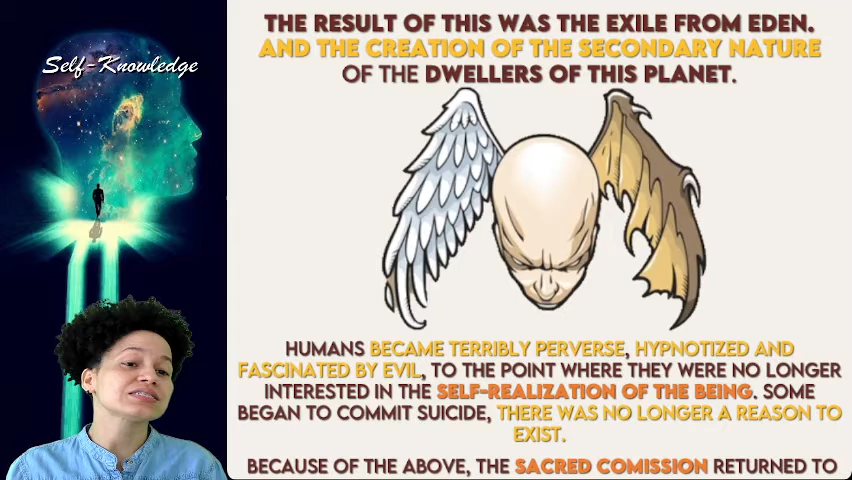 Self-Knowledge
THE RESULT OF THIS WAS THE EXILE FROM EDEN.
AND THE CREATION OF THE SECONDARY NATURE
OF THE DWELLERS OF THIS PLANET.
HUMANS BECAME TERRIBLY PERVERSE, HYPNOTIZED AND
FASCINATED BY EVIL, TO THE POINT WHERE THEY WERE NO LONGER
INTERESTED IN THE SELF-REALIZATION OF THE BEING. SOME
BEGAN TO COMMIT SUICIDE, THERE WAS NO LONGER A REASON TO
EXIST.
BECAUSE OF THE ABOVE, THE SACRED COMISSION RETURNED TO